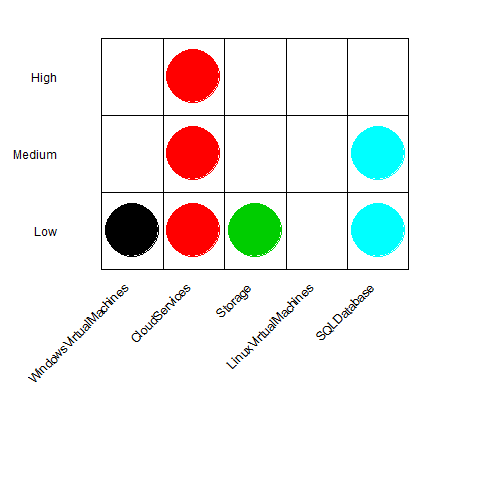 High
Medium
Low
WindowsVirtualMachines
CloudServices
Storage
LinuxVirtualMachines
SQLDatabase